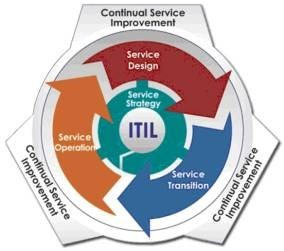 Continual Service
Improvement
Service
Design
Service
Strategy
ITIL
Service
Operation
Service
Transition
Continual Service
Improvement
Continual Service
Improvement